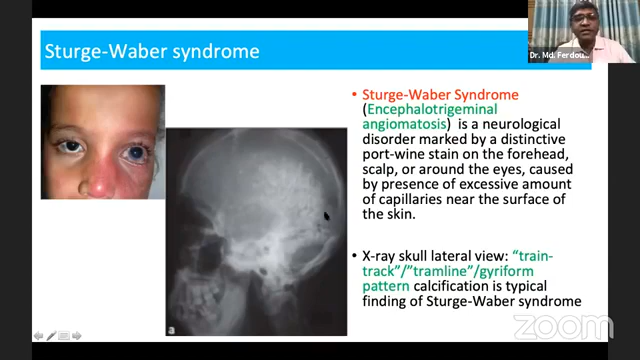 Sturge-Waber syndrome
Dr. Md. Ferdou...
• Sturge-Waber Syndrome
(Encephalotrigeminal
angiomatosis) is a neurological
disorder marked by a distinctive
port-wine stain on the forehead,
scalp, or around the eyes, caused
by presence of excessive amount
of capillaries near the surface of
the skin.
• X-ray skull lateral view: “train-
track”/”tramline”/gyriform
pattern calcification is typical
finding of Sturge-Waber syndrome
a
zoom